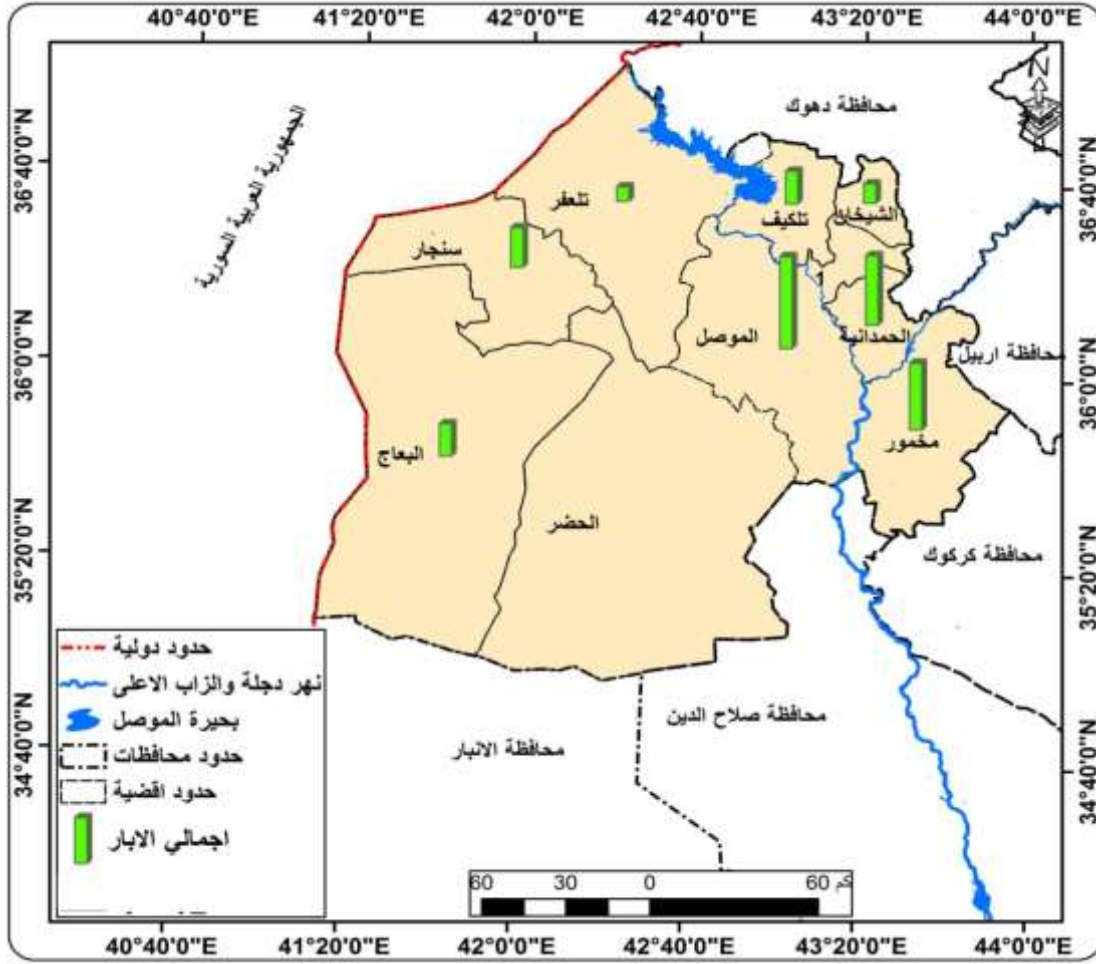 40°40'0"E 41°20'0"E 42°0'0"E 42°40'0"E 43°20'0"E 44°0'0"E
36°40'0"N
36°0'0"N
35°20'0"N
34°40'0"N
36°40'0"N
36°0'0"N
35°20'0"N
34°40'0"N
N
الجمهورية العربية السورية
محافظة دهوك
تلعفر
تلكيف
الشيخان
سنجار
1
الموصل
الحمدانية
محافظة اربيل
البعاج
مخمور
الحضر
محافظة كركوك
محافظة صلاح الدين
محافظة الانبار
حدود دولية
نهر دجلة والزاب الاعلى
بحيرة الموصل
حدود محافظات
حدود اقضية
اجمالي الابار
60 30 0 60 كم
40°40'0"E 41°20'0"E 42°0'0"E 42°40'0"E 43°20'0"E 44°0'0"E